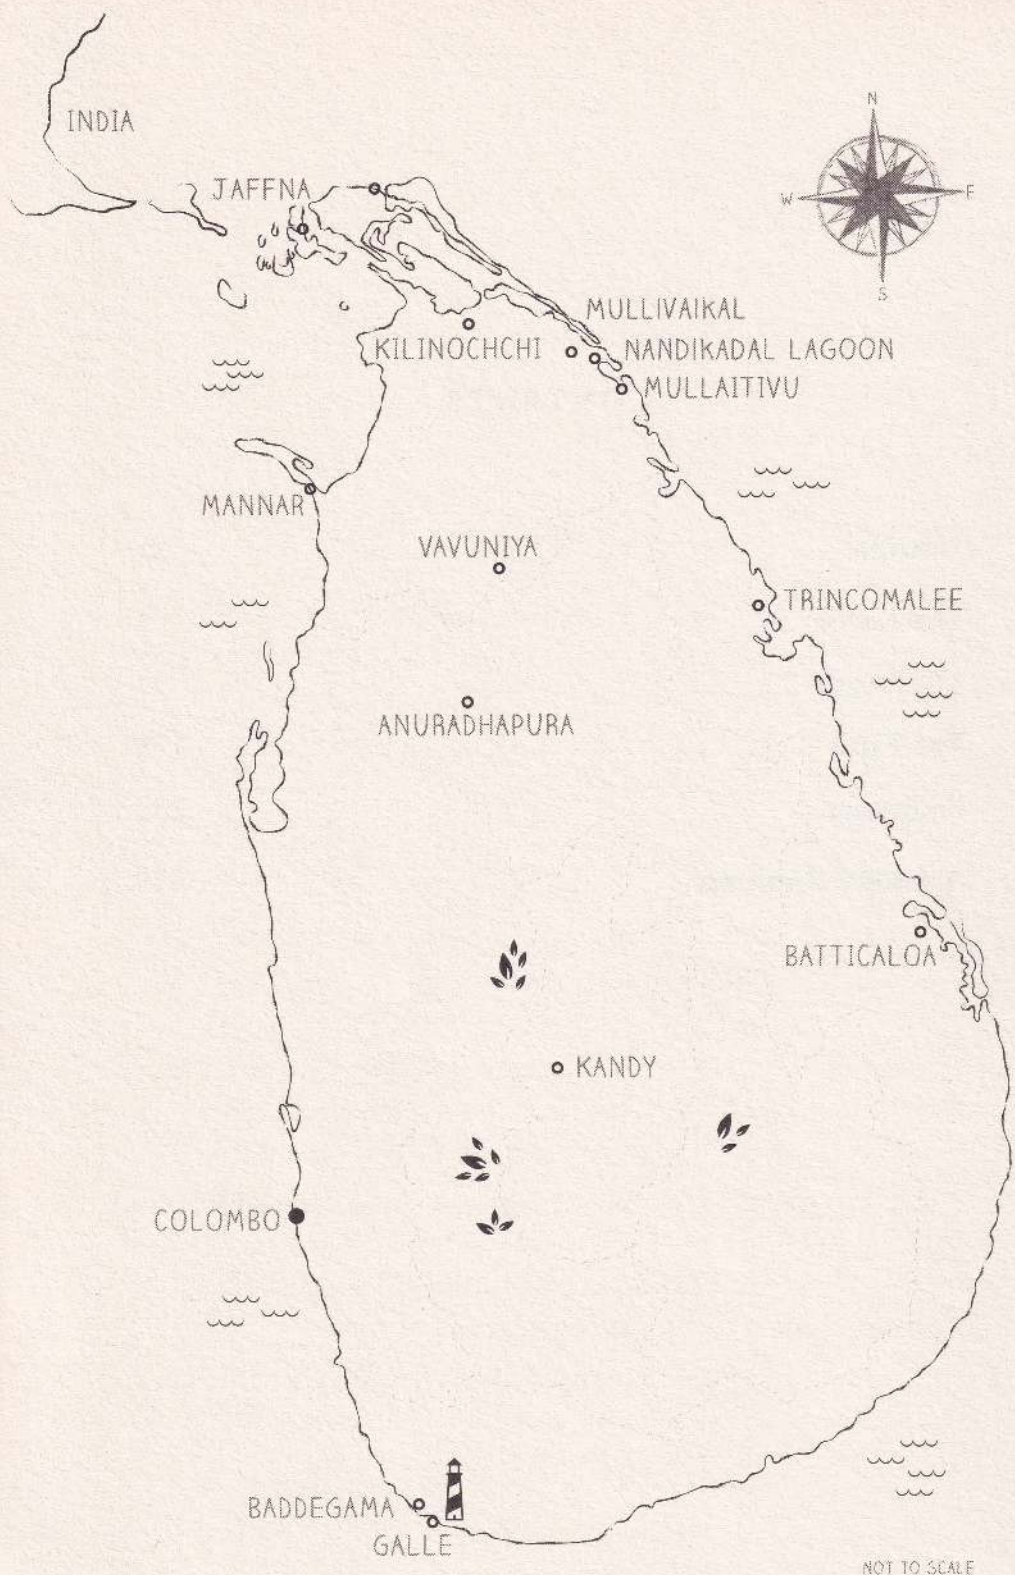 N
INDIA
JAFFNA
W
E
S
MULLIVAIKAL
KILINOCHCHI
NANDIKADAL LAGOON
MULLAITIVU
MANNAR
VAVUNIYA
TRINCOMALEE
ANURADHAPURA
BATTICALOA
KANDY
COLOMBO
BADDEGAMA
GALLE
NOT TO SCALE